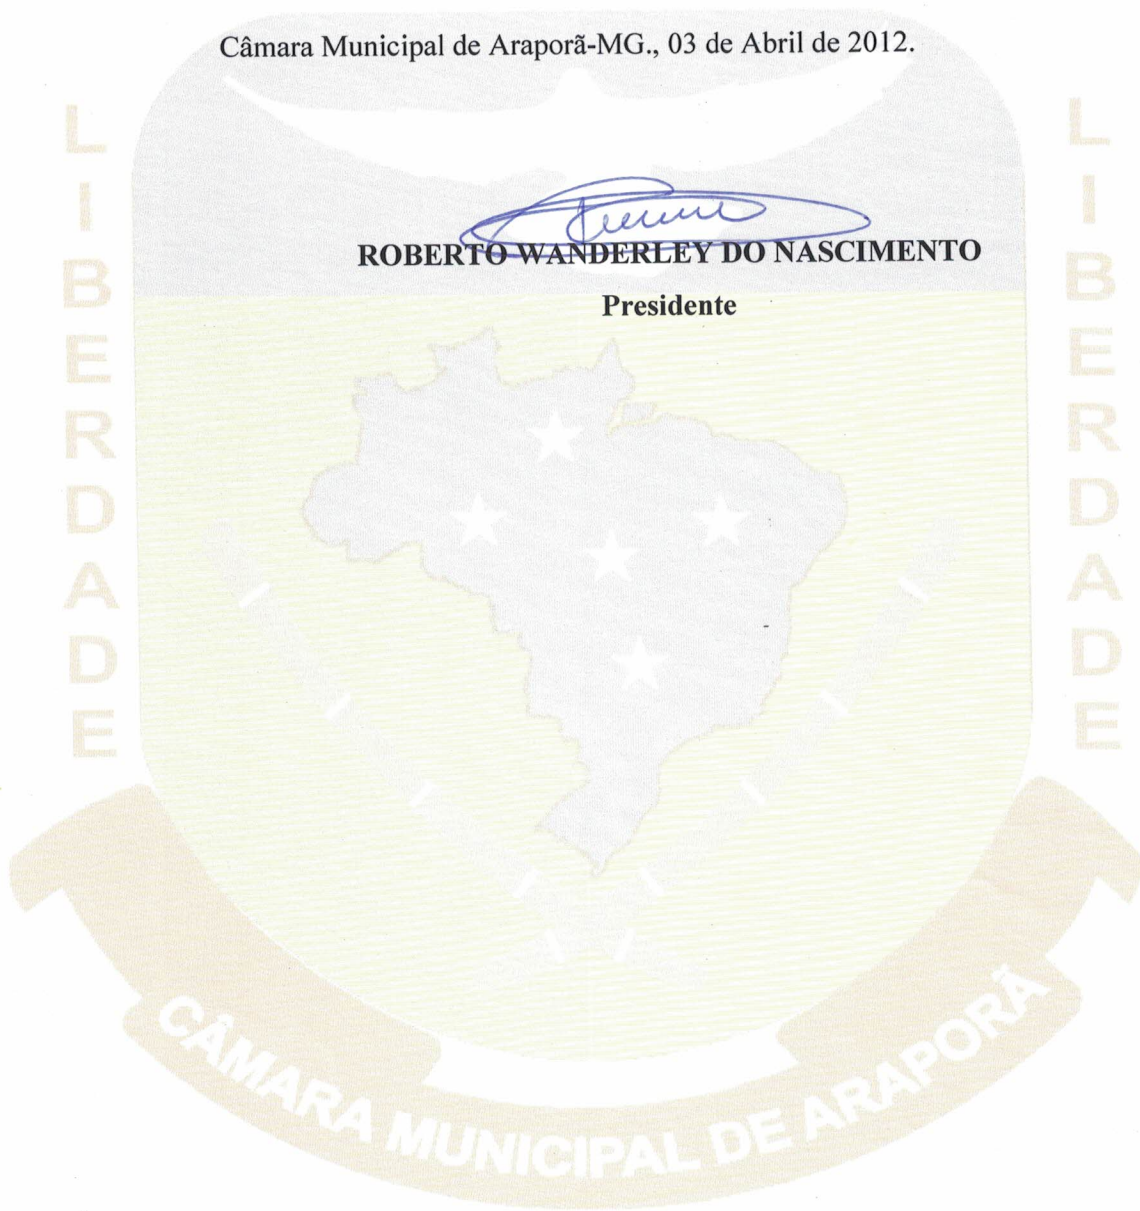 Câmara Municipal de Araporã-MG., 03 de Abril de 2012.
ROBERTO WANDERLEY DO NASCIMENTO
Presidente
LIBERDADE
LIBERDADE
CÂMARA MUNICIPAL DE ARAPORÃ